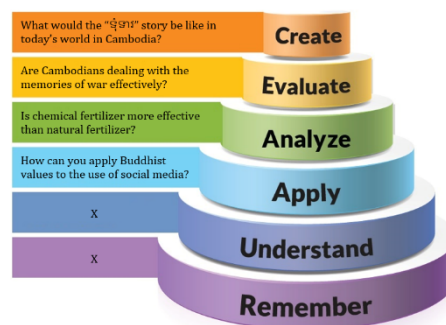 What would the “ទុំទាវ” story be like in
today's world in Cambodia?
Create
Are Cambodians dealing with the
memories of war effectively?
Evaluate
Is chemical fertilizer more effective
than natural fertilizer?
Analyze
How can you apply Buddhist
values to the use of social media?
Apply
X
Understand
X
Remember